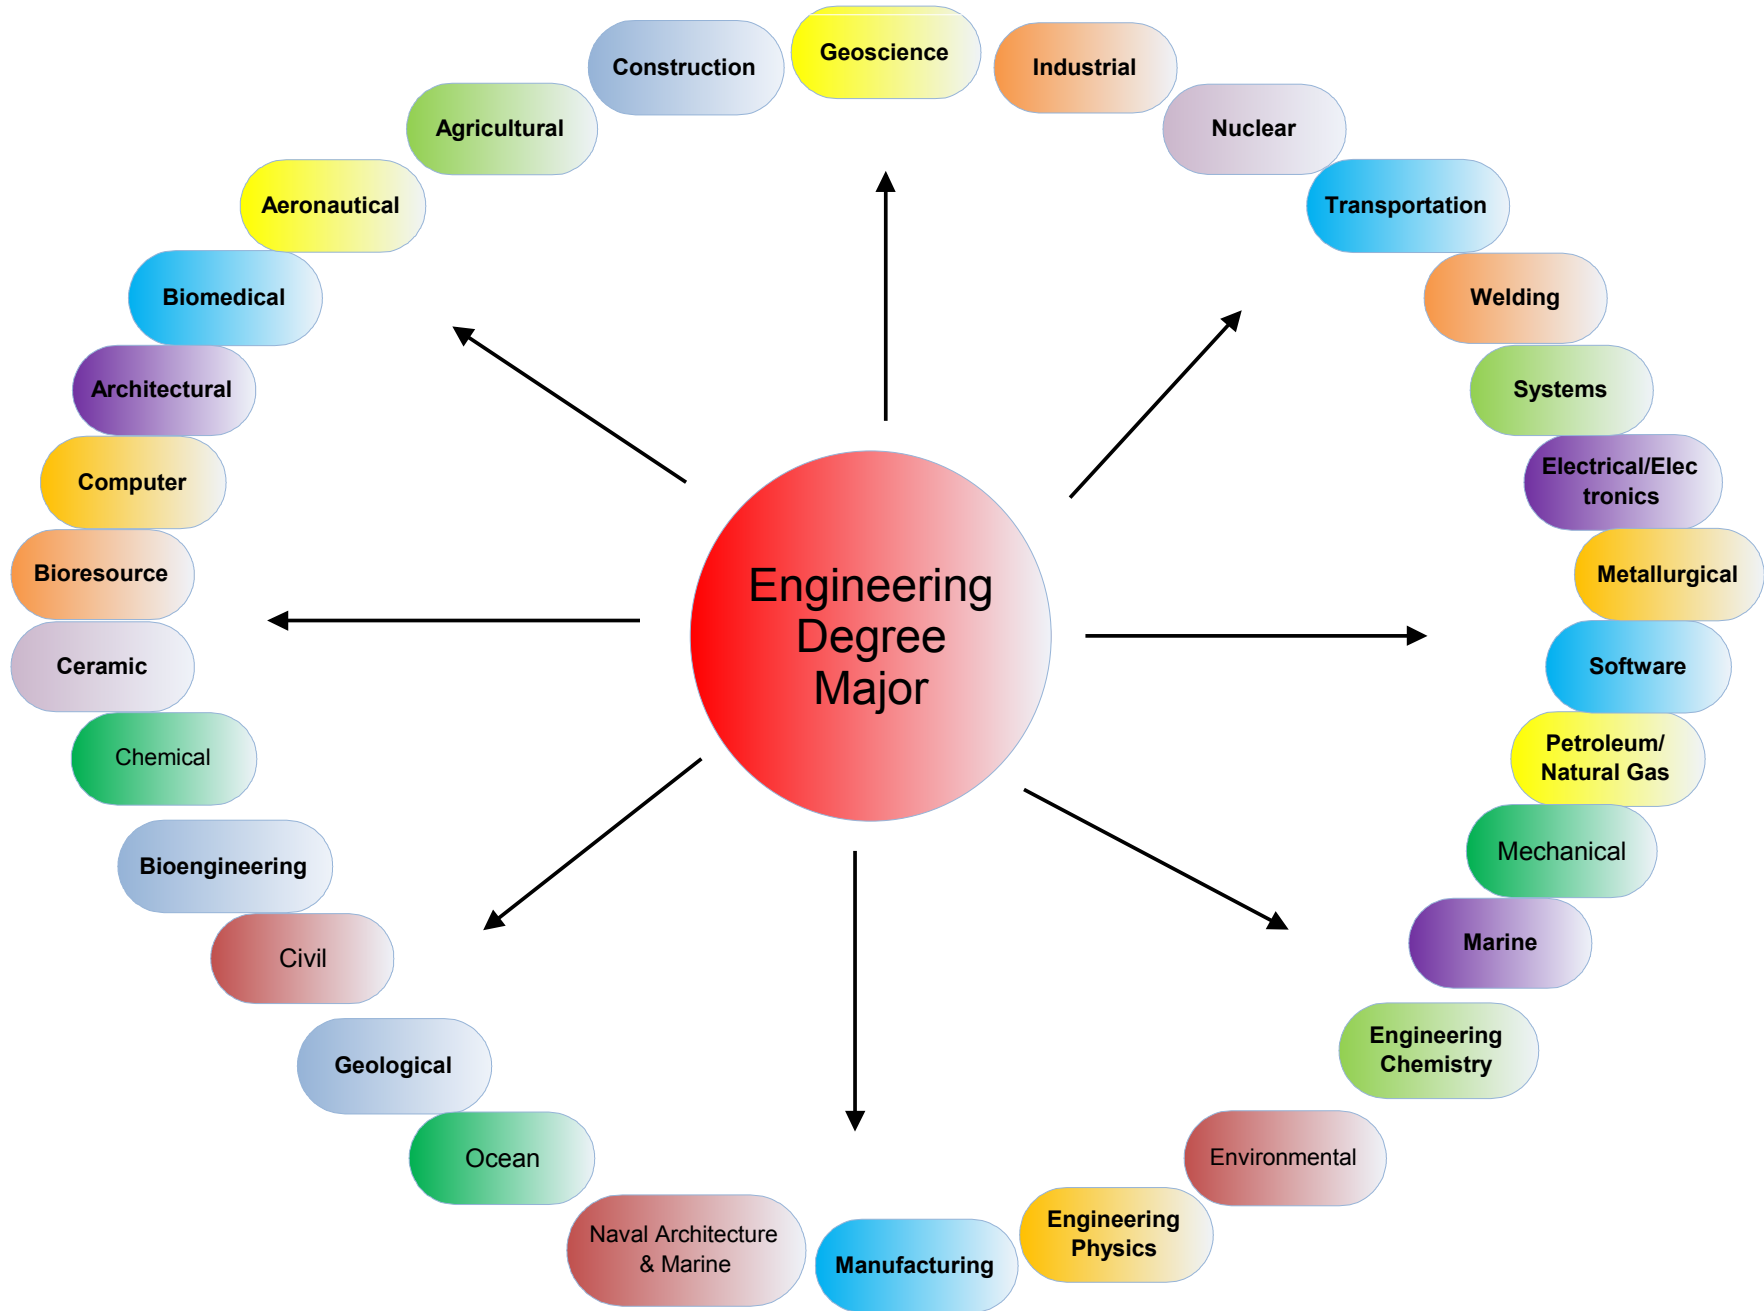 Geoscience
Construction
Industrial
Agricultural
Nuclear
Aeronautical
Transportation
Biomedical
Welding
Architectural
Systems
Computer
Electrical/Elec
tronics
Bioresource
Metallurgical
Engineering
Degree
Major
Ceramic
Software
Chemical
Petroleum/
Natural Gas
Bioengineering
Mechanical
Civil
Marine
Geological
Engineering
Chemistry
Ocean
Environmental
Naval Architecture
& Marine
Manufacturing
Engineering
Physics